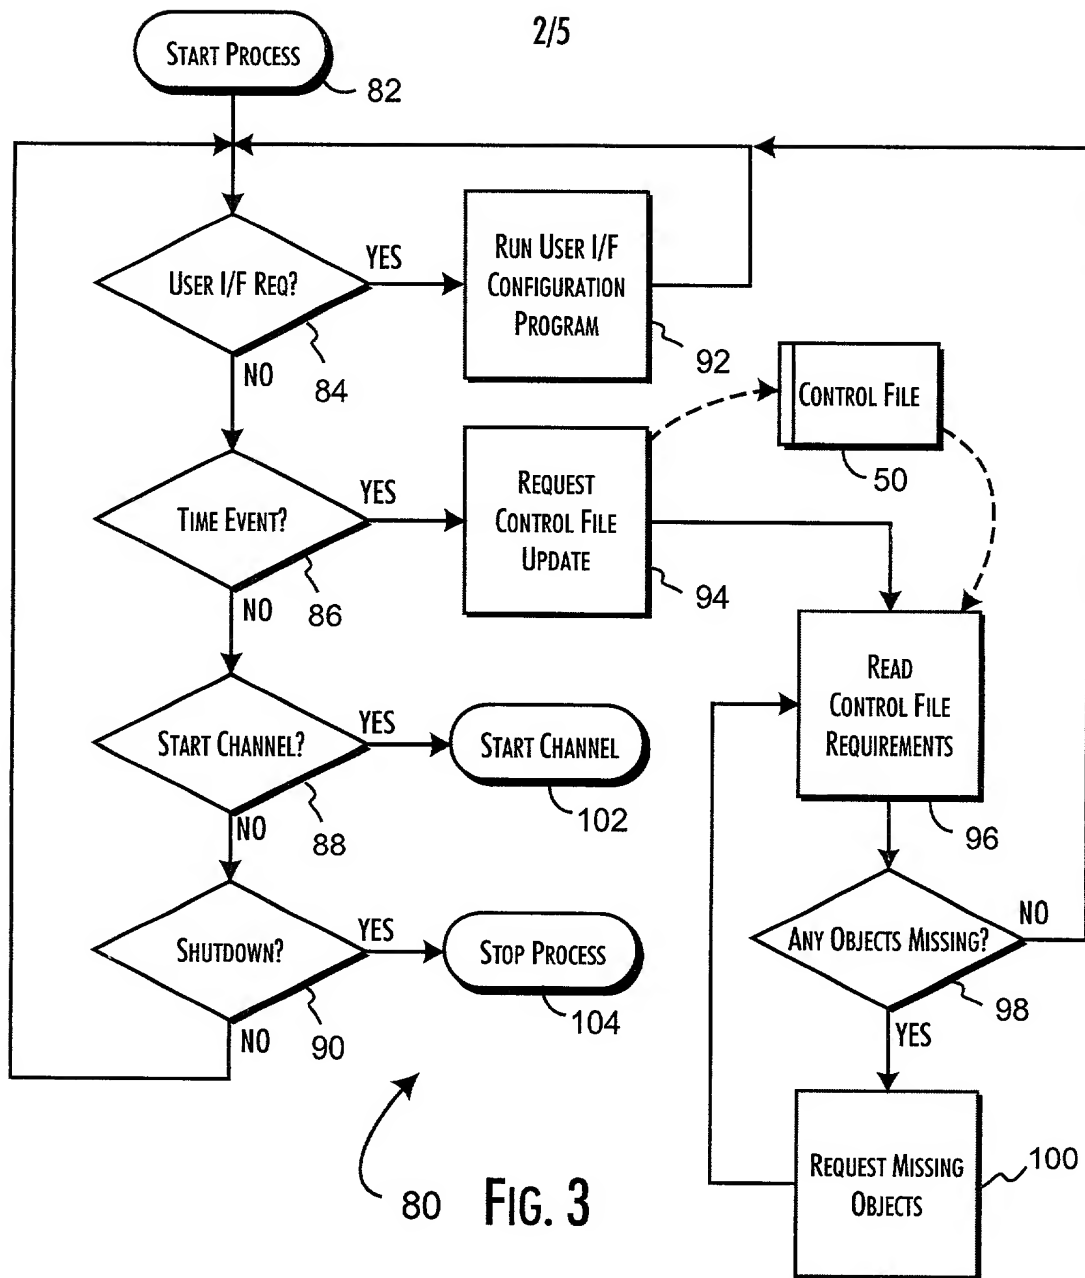 2/5
START PROCESS
82
USER I/F REQ?
YES
NO
84
RUN USER I/F
CONFIGURATION
PROGRAM
92
CONTROL FILE
50
TIME EVENT?
YES
NO
86
REQUEST
CONTROL FILE
UPDATE
94
READ
CONTROL FILE
REQUIREMENTS
96
START CHANNEL?
YES
NO
88
START CHANNEL
102
ANY OBJECTS MISSING?
NO
YES
98
SHUTDOWN?
YES
NO
90
STOP PROCESS
104
REQUEST MISSING
OBJECTS
100
80
FIG. 3